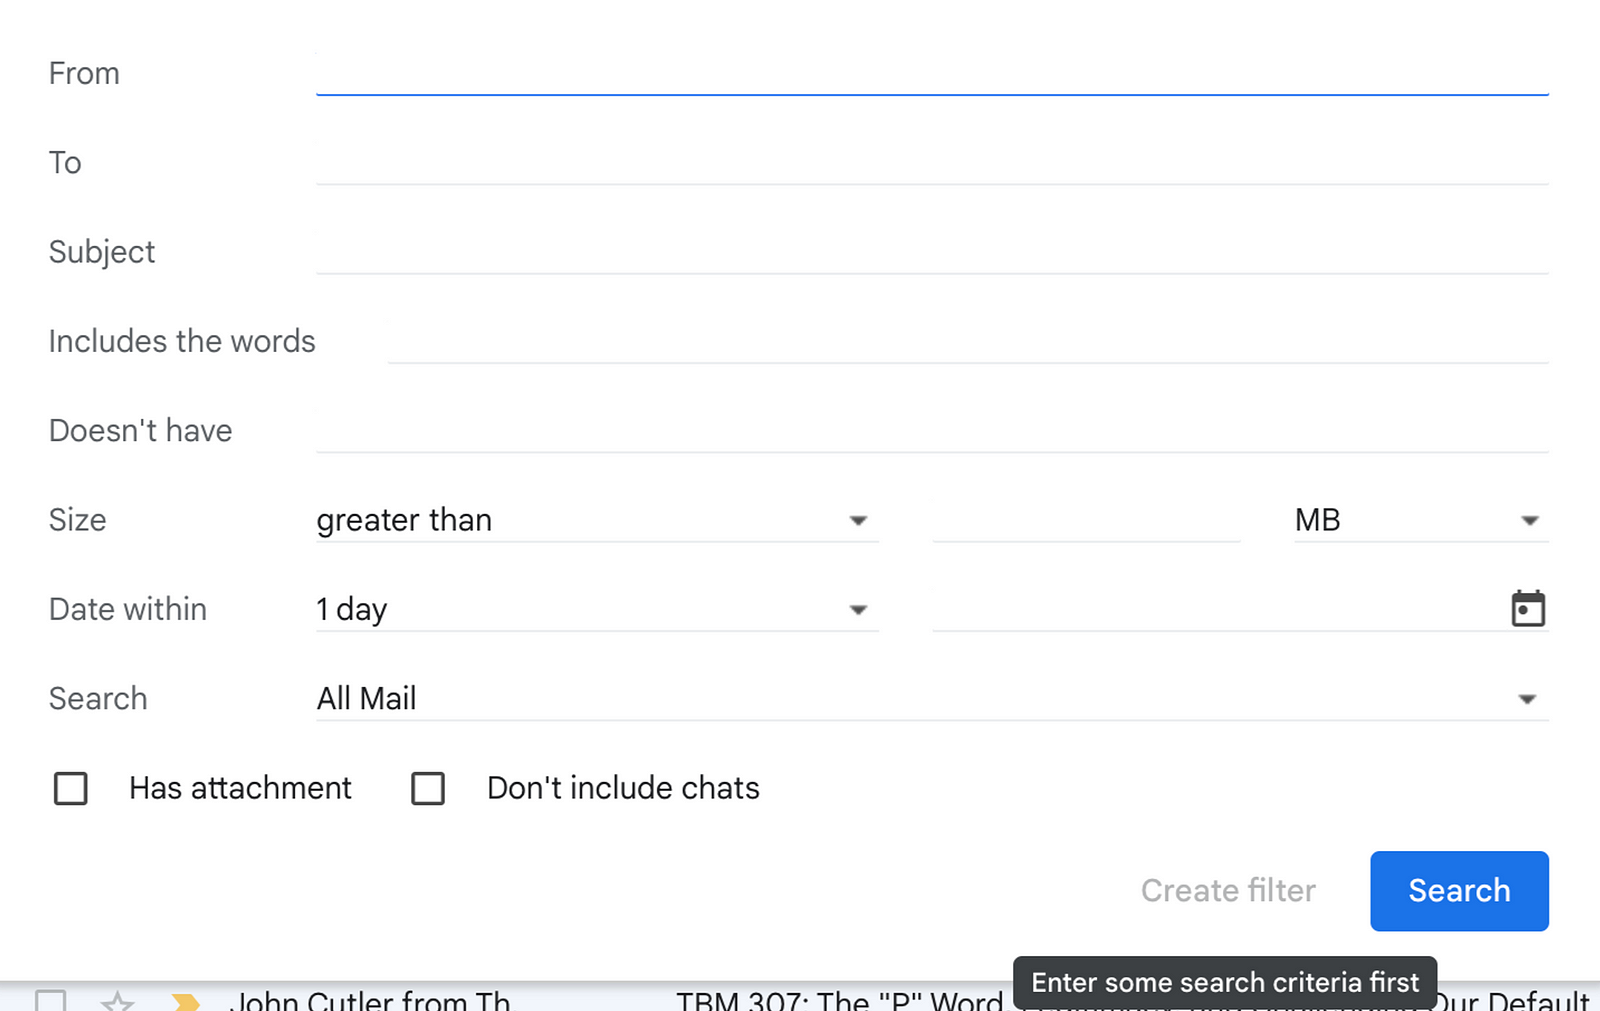 From
To
Subject
Includes the words
Doesn't have
Size greater than MB
Date within 1 day
Search All Mail
Has attachment Don't include chats
Create filter Search
Enter some search criteria first
John Cutler from Th TBM 307: The "P" Word Our Default